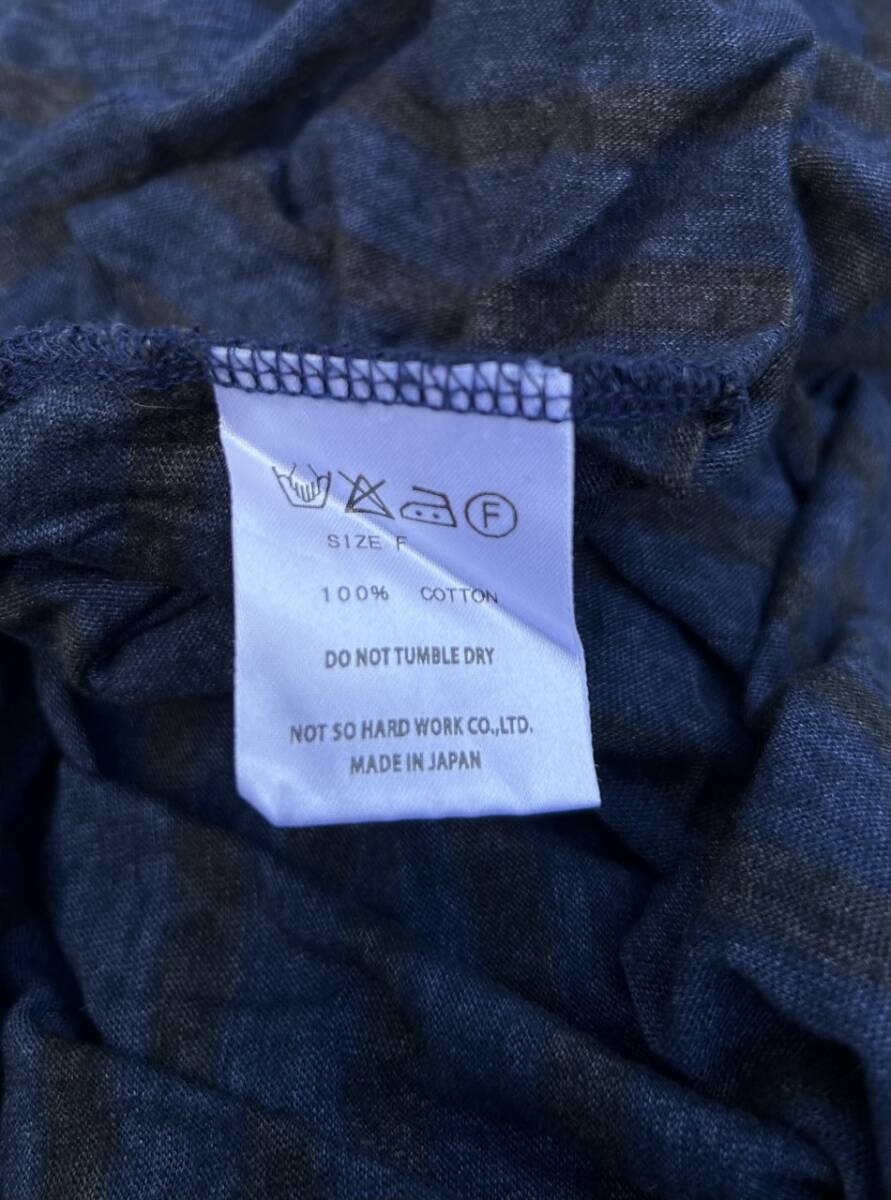 F
SIZE F
100% COTTON
DO NOT TUMBLE DRY
NOT SO HARD WORK CO.,LTD.
MADE IN JAPAN